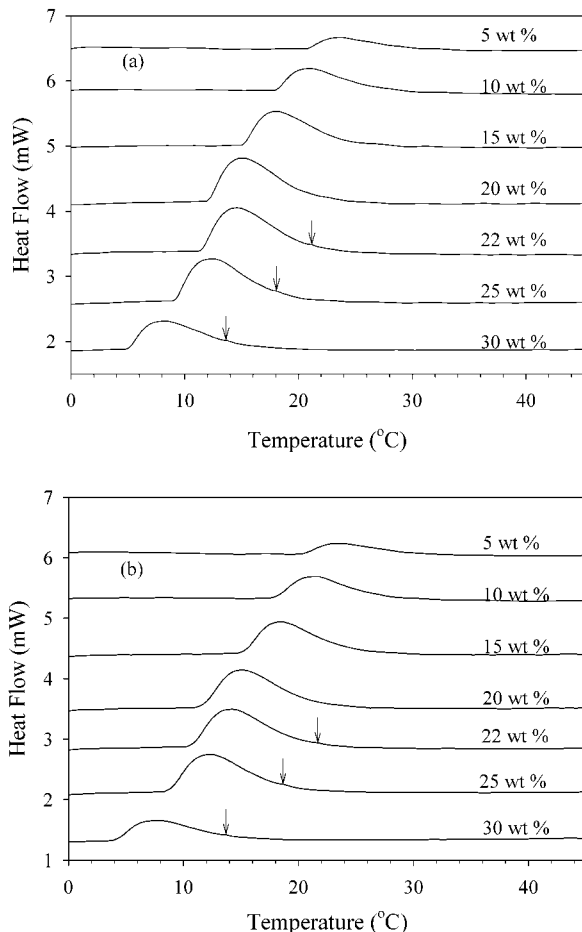 7
6
5
4
3
2
Heat Flow (mW)
(a)
5 wt %
10 wt %
15 wt %
20 wt %
22 wt %
25 wt %
30 wt %
0 10 20 30 40
Temperature (°C)
7
6
5
4
3
2
1
Heat Flow (mW)
(b)
5 wt %
10 wt %
15 wt %
20 wt %
22 wt %
25 wt %
30 wt %
0 10 20 30 40
Temperature (°C)